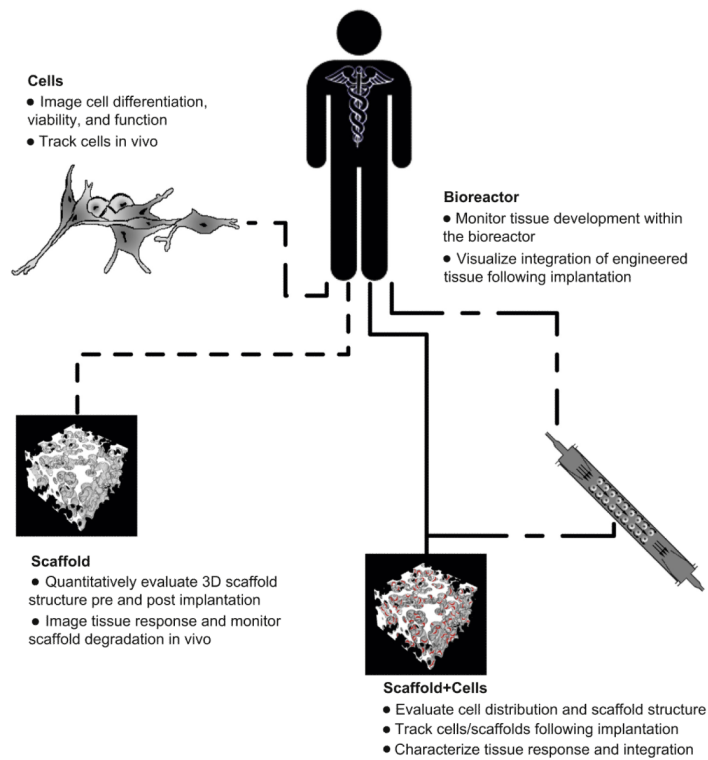 Cells
● Image cell differentiation,
viability, and function
● Track cells in vivo
Bioreactor
● Monitor tissue development within
the bioreactor
● Visualize integration of engineered
tissue following implantation
Scaffold
● Quantitatively evaluate 3D scaffold
structure pre and post implantation
● Image tissue response and monitor
scaffold degradation in vivo
Scaffold+Cells
● Evaluate cell distribution and scaffold structure
● Track cells/scaffolds following implantation
● Characterize tissue response and integration